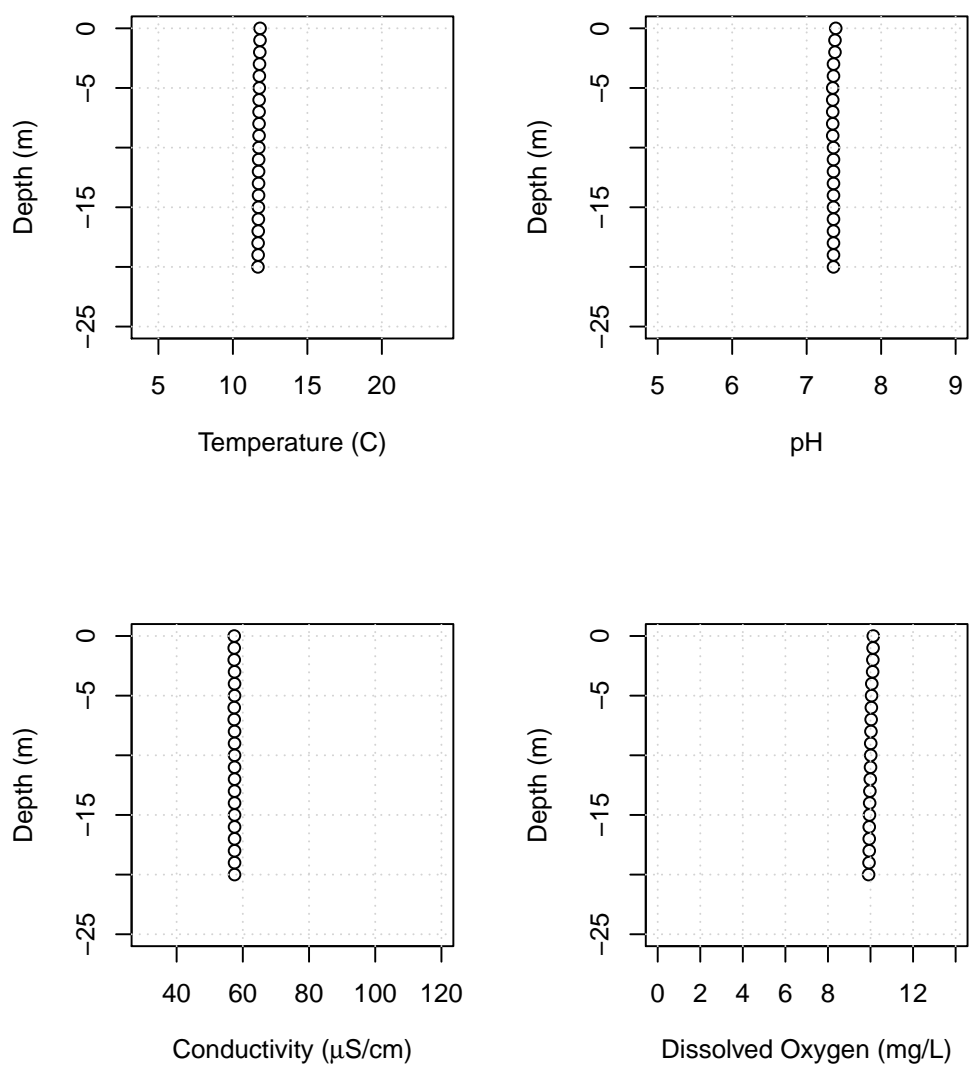 0
−5
−15
−25
Depth (m)
5 10 15 20
Temperature (C)
0
−5
−15
−25
Depth (m)
5 6 7 8 9
pH
0
−5
−15
−25
Depth (m)
40 60 80 100 120
Conductivity (µS/cm)
0
−5
−15
−25
Depth (m)
0 2 4 6 8 12
Dissolved Oxygen (mg/L)